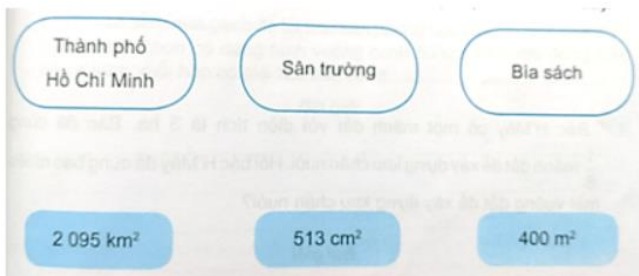 Thành phố
Hồ Chí Minh
Sân trường
Bìa sách
2 095 km²
513 cm²
400 m²